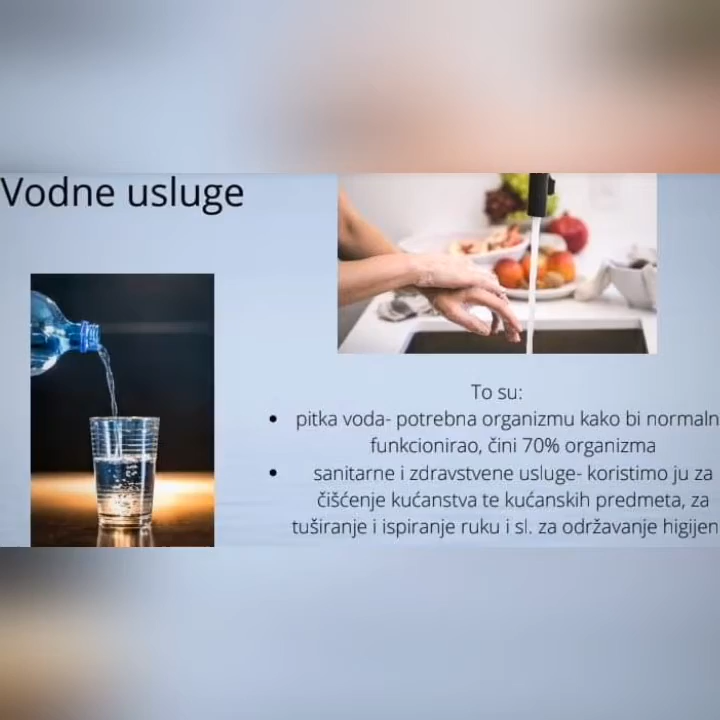 Vodne usluge
To su:
• pitka voda- potrebna organizmu kako bi normaln
funkcionirao, čini 70% organizma
• sanitarne i zdravstvene usluge- koristimo ju za
čišćenje kućanstva te kućanskih predmeta, za
tuširanje i ispiranje ruku i sl. za održavanje higijen